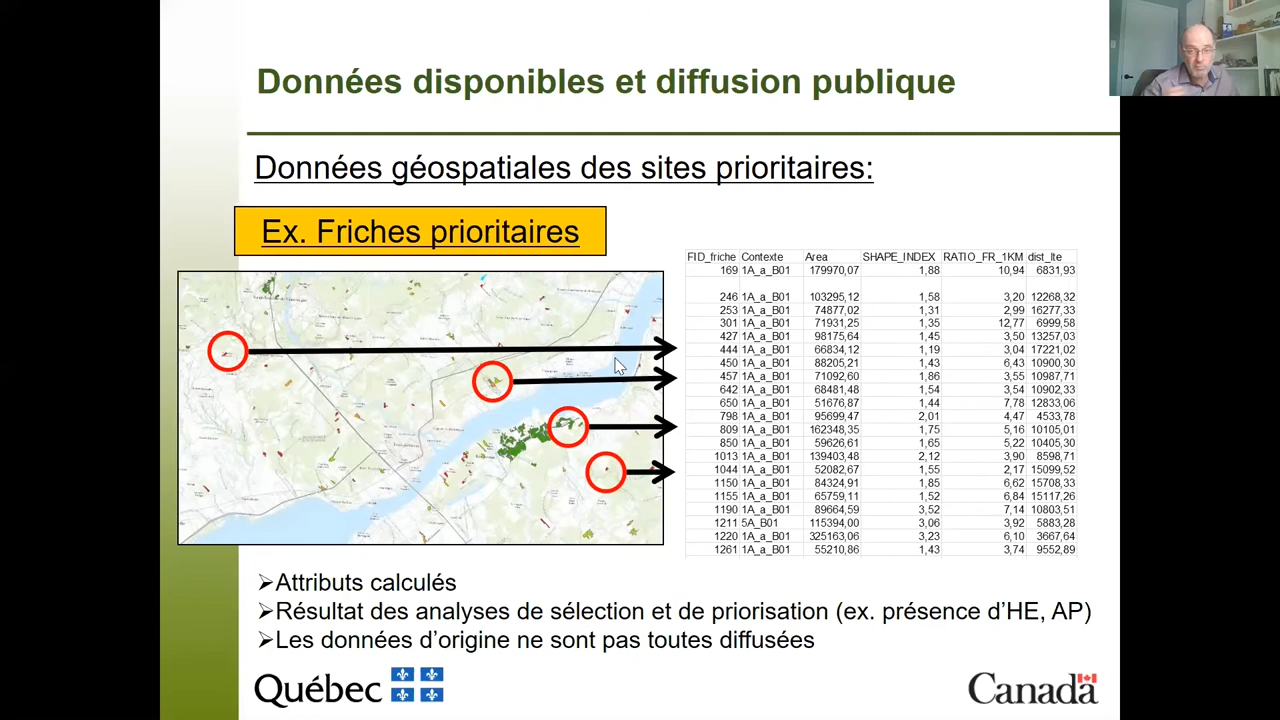 Données disponibles et diffusion publique
Données géospatiales des sites prioritaires:
Ex. Friches prioritaires
FID_friche Contexte Area SHAPE_INDEX RATIO_FR_1KM dist_lte
169 1A_a_B01 179970,07 1,88 10,94 6831,93
246 1A_a_B01 103295,12 1,58 3,20 12268,32
253 1A_a_B01 74877,02 1,31 2,99 16277,33
301 1A_a_B01 71931,25 1,35 12,77 6999,58
427 1A_a_B01 98175,64 1,45 3,50 13257,03
444 1A_a_B01 66834,12 1,19 3,04 17221,02
450 1A_a_B01 88205,21 1,43 6,43 10900,30
457 1A_a_B01 71092,60 1,86 3,55 10987,71
642 1A_a_B01 68481,48 1,54 3,54 10902,33
650 1A_a_B01 51676,87 1,44 7,78 12833,06
798 1A_a_B01 95699,47 2,01 4,47 4533,78
809 1A_a_B01 162348,35 1,75 5,16 10105,01
850 1A_a_B01 59626,61 1,65 5,22 10405,30
1013 1A_a_B01 139403,48 2,12 3,90 8598,71
1044 1A_a_B01 52082,67 1,55 2,17 15099,52
1150 1A_a_B01 84324,91 1,85 6,62 15708,33
1155 1A_a_B01 65759,11 1,52 6,84 15117,26
1190 1A_a_B01 89664,59 3,52 7,14 10803,51
1211 5A_B01 115394,00 3,06 3,92 5883,28
1220 1A_a_B01 325163,06 3,23 6,10 3667,64
1261 1A_a_B01 55210,86 1,43 3,74 9552,89
➢Attributs calculés
➢Résultat des analyses de sélection et de priorisation (ex. présence d’HE, AP)
➢Les données d’origine ne sont pas toutes diffusées
Québec
Canada